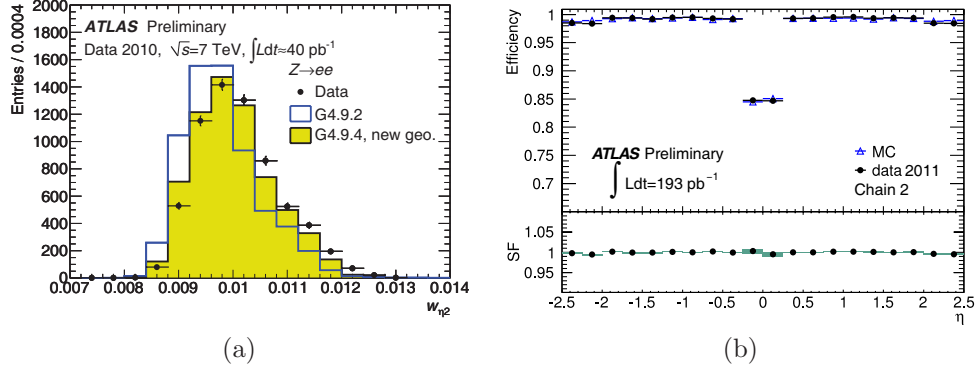 ATLAS Preliminary
Data 2010, √s=7 TeV, ∫Ldt≈40 pb⁻¹
Z→ee
Data
G4.9.2
G4.9.4, new geo.
Entries / 0.0004
2000
1800
1600
1400
1200
1000
800
600
400
200
0
0.007 0.008 0.009 0.01 0.011 0.012 0.013 0.014
w_η2
(a)
Efficiency
1
0.95
0.9
0.85
0.8
0.75
0.7
ATLAS Preliminary
∫ Ldt=193 pb⁻¹
MC
data 2011
Chain 2
SF
1.05
1
0.95
-2.5 -2 -1.5 -1 -0.5 0 0.5 1 1.5 2 2.5
η
(b)